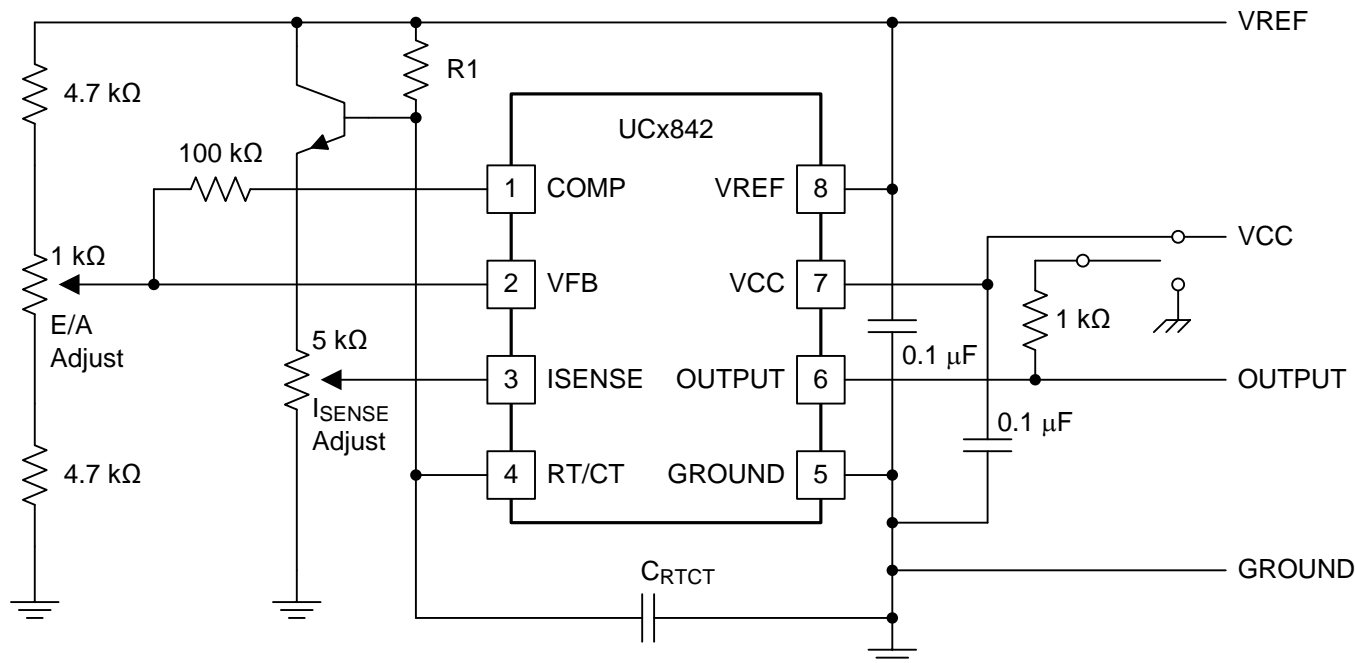 VREF
R1
4.7 kΩ
UCx842
100 kΩ
1 COMP VREF 8
VCC
1 kΩ
E/A
Adjust
2 VFB VCC 7
1 kΩ
0.1 μF
5 kΩ
3 ISENSE OUTPUT 6
OUTPUT
I_SENSE
Adjust
0.1 μF
4.7 kΩ
4 RT/CT GROUND 5
C_RTCT
GROUND